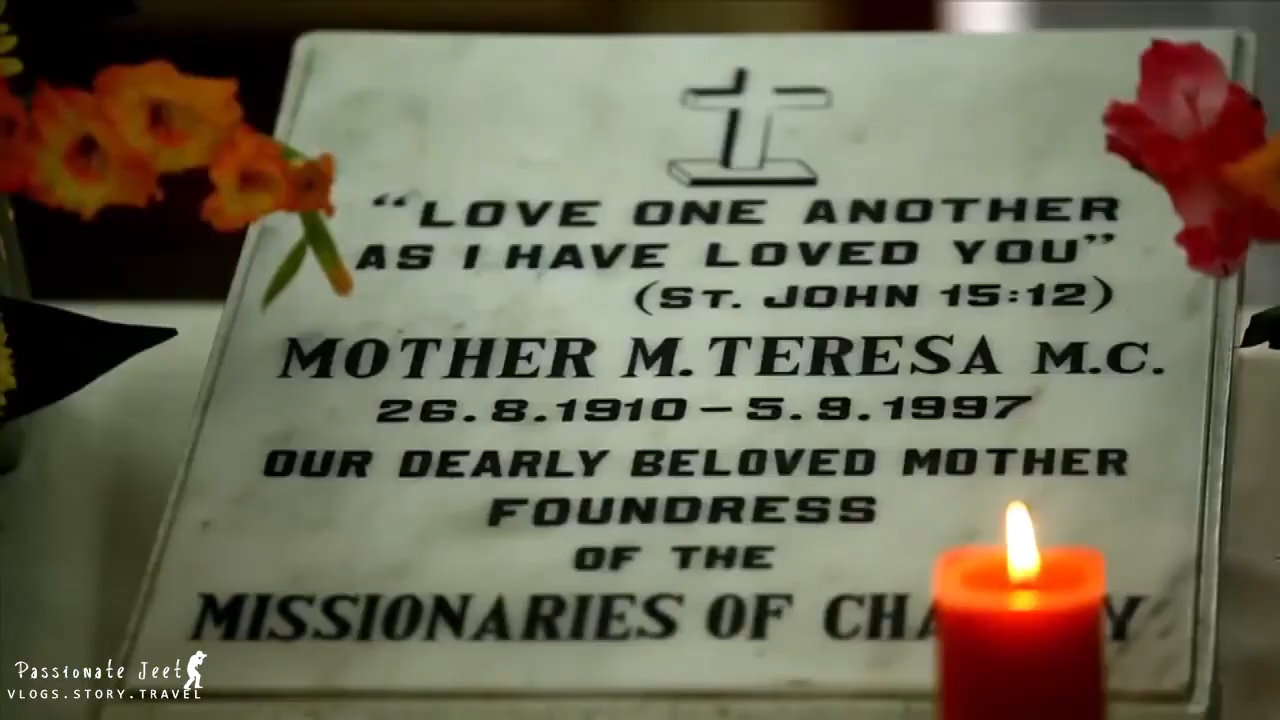 “LOVE ONE ANOTHER
AS I HAVE LOVED YOU”
(ST. JOHN 15:12)
MOTHER M. TERESA M.C.
26.8.1910 – 5.9.1997
OUR DEARLY BELOVED MOTHER
FOUNDRESS
OF THE
MISSIONARIES OF
Passionate Jeet
VLOGS.STORY.TRAVEL